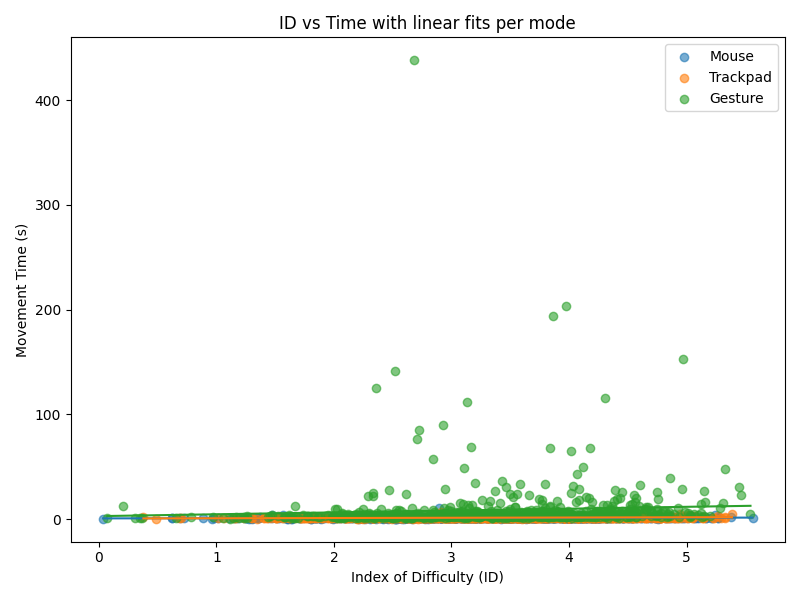 ID vs Time with linear fits per mode
Mouse
Trackpad
Gesture
Movement Time (s)
400
300
200
100
0
0 1 2 3 4 5
Index of Difficulty (ID)